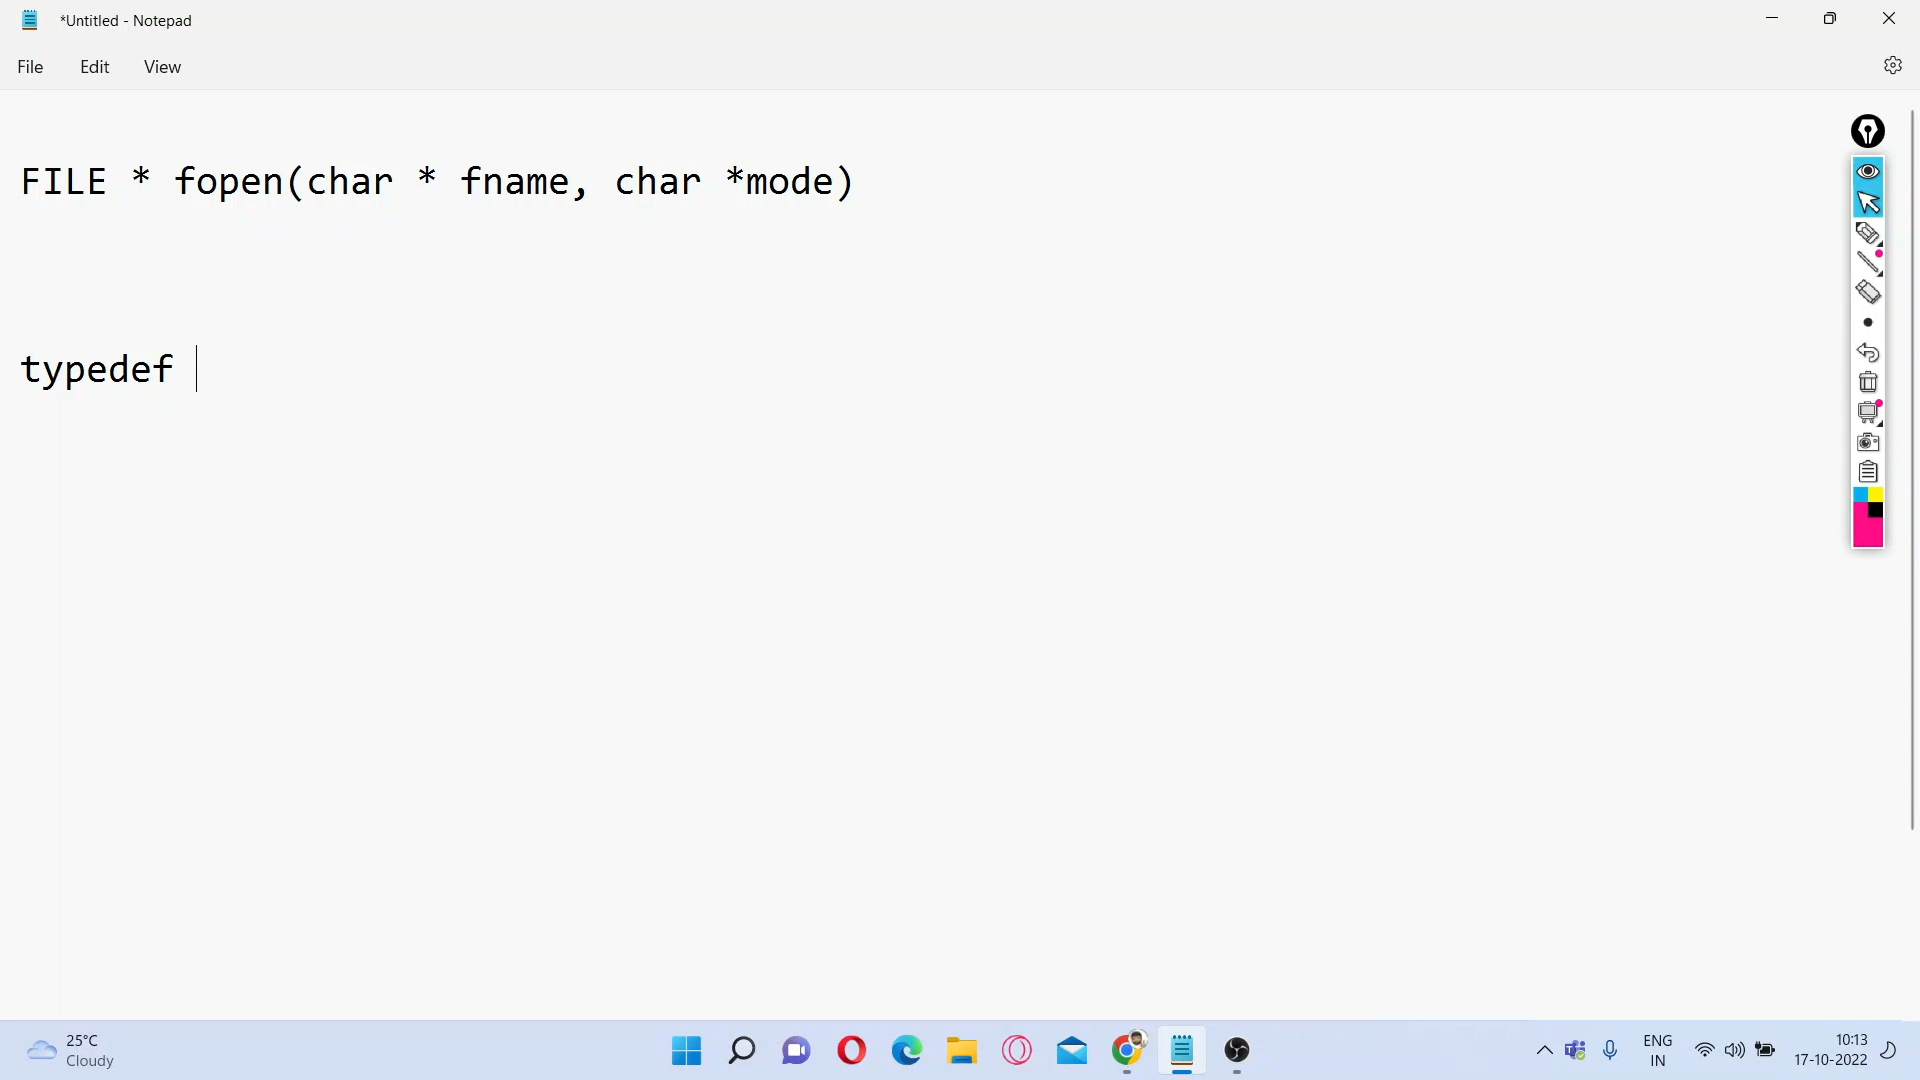 *Untitled - Notepad
File Edit View
FILE * fopen(char * fname, char *mode)
typedef
25°C
Cloudy
ENG
IN
10:13
17-10-2022